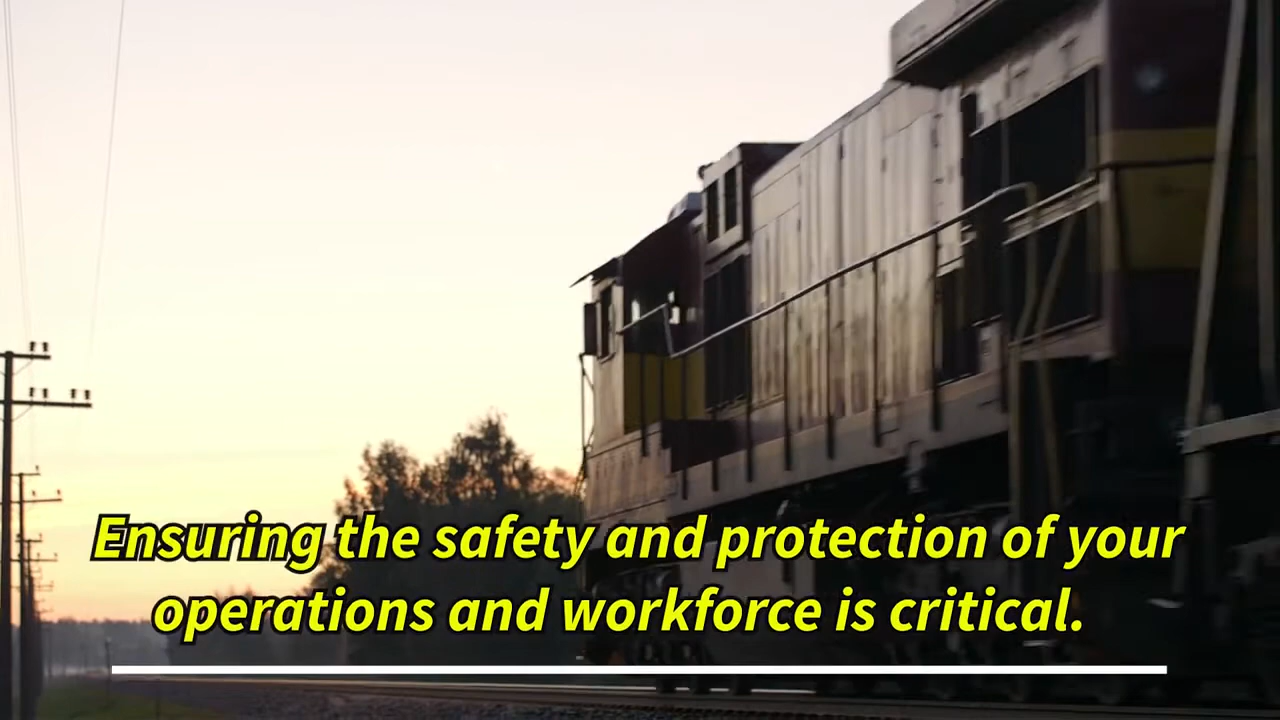 Ensuring the safety and protection of your
operations and workforce is critical.